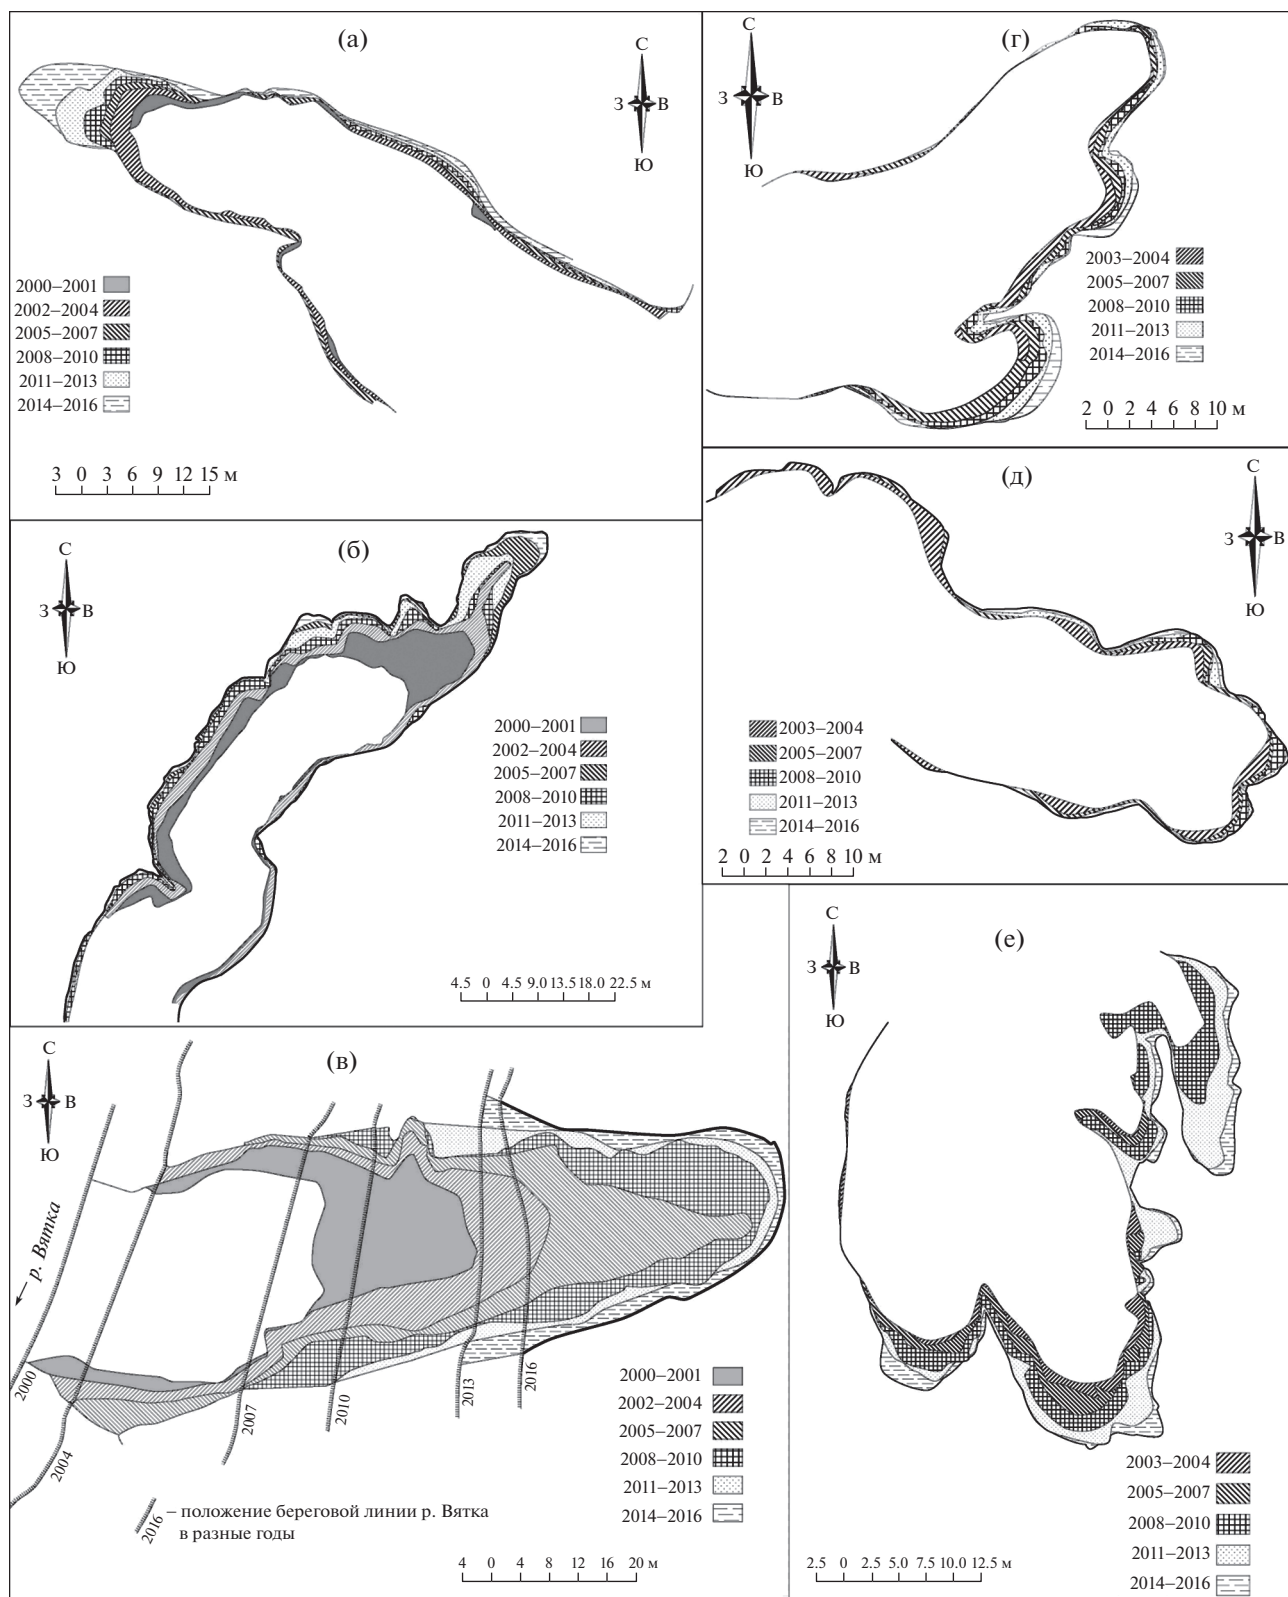 (а)
С
З В
Ю
2000–2001
2002–2004
2005–2007
2008–2010
2011–2013
2014–2016
3 0 3 6 9 12 15 м
(г)
С
З В
Ю
2003–2004
2005–2007
2008–2010
2011–2013
2014–2016
2 0 2 4 6 8 10 м
(б)
С
З В
Ю
2000–2001
2002–2004
2005–2007
2008–2010
2011–2013
2014–2016
4.5 0 4.5 9.0 13.5 18.0 22.5 м
(д)
С
З В
Ю
2003–2004
2005–2007
2008–2010
2011–2013
2014–2016
2 0 2 4 6 8 10 м
(в)
С
З В
Ю
← р. Вятка
2000
2004
2007
2010
2013
2016
2000–2001
2002–2004
2005–2007
2008–2010
2011–2013
2014–2016
2016 – положение береговой линии р. Вятка
в разные годы
4 0 4 8 12 16 20 м
(е)
С
З В
Ю
2003–2004
2005–2007
2008–2010
2011–2013
2014–2016
2.5 0 2.5 5.0 7.5 10.0 12.5 м